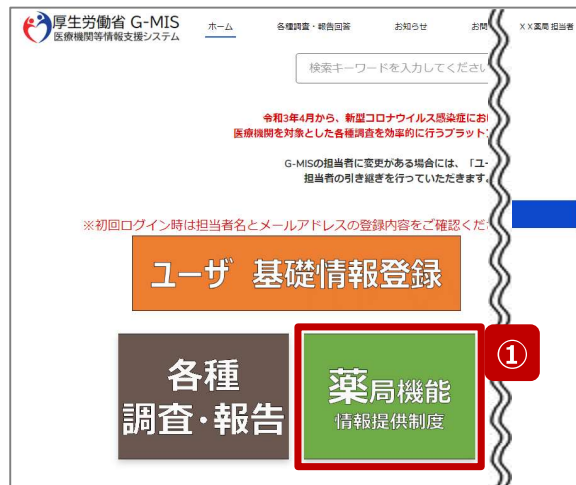 厚生労働省 G-MIS
医療機関等情報支援システム
ホーム
各種調査・報告回答
お知らせ
お問
××薬局 担当者
検索キーワードを入力してください
令和3年4月から、新型コロナウイルス感染症にお
医療機関を対象とした各種調査を効率的に行うプラット
G-MISの担当者に変更がある場合には、「ユー
担当者の引き継ぎを行っていただきます。
※初回ログイン時は担当者名とメールアドレスの登録内容をご確認くだ
ユーザ 基礎情報登録
各種
調査・報告
薬局機能
情報提供制度
①